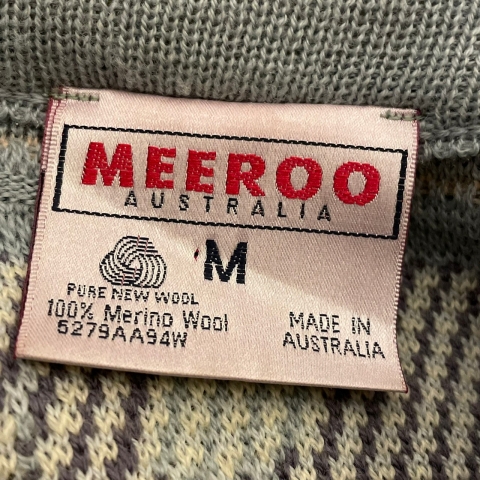 MEEROO
AUSTRALIA
M
PURE NEW WOOL
100% Merino Wool
5279AA94W
MADE IN
AUSTRALIA